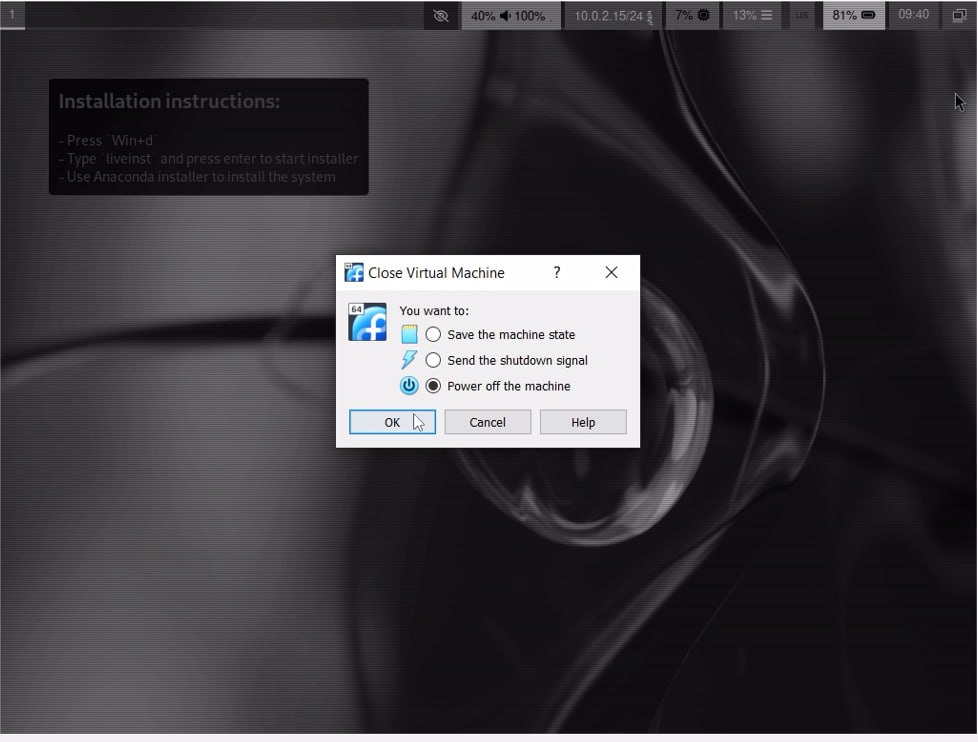 1
40% 100%
10.0.2.15/24
7%
13%
us
81%
09:40
Installation instructions:
- Press `Win+d`
- Type `liveinst` and press enter to start installer
- Use Anaconda installer to install the system
64 Close Virtual Machine ?
64
You want to:
Save the machine state
Send the shutdown signal
Power off the machine
OK
Cancel
Help